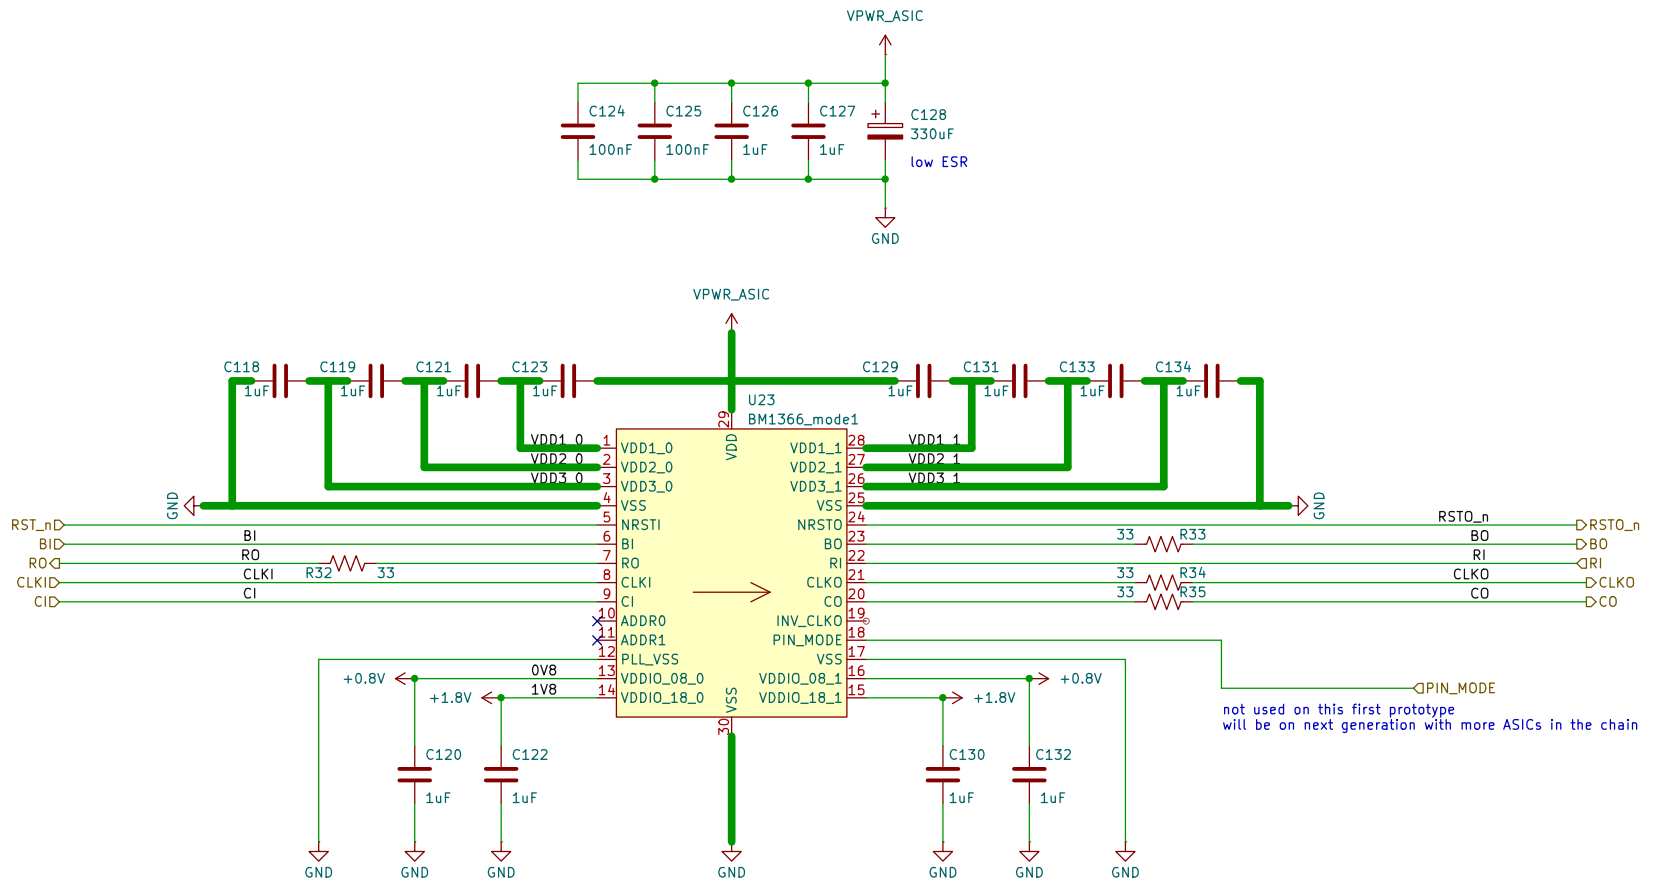 VPWR_ASIC
C124
C125
C126
C127
C128
+
330uF
100nF
100nF
1uF
1uF
low ESR
GND
VPWR_ASIC
C118
C119
C121
C123
C129
C131
C133
C134
1uF
1uF
1uF
1uF
1uF
1uF
1uF
1uF
U23
BM1366_mode1
29
VDD
VDD1_0
1
VDD1_0
VDD1_1
28
VDD1_1
VDD2_0
2
VDD2_0
VDD2_1
27
VDD2_1
VDD3_0
3
VDD3_0
VDD3_1
26
VDD3_1
GND
4
VSS
VSS
25
GND
RST_n
5
NRSTI
NRSTO
24
RSTO_n
RSTO_n
BI
BI
6
BI
BO
23
33
R33
BO
BO
RO
RO
R32
33
7
RO
RI
22
RI
RI
CLKI
CLKI
8
CLKI
CLKO
21
33
R34
CLKO
CLKO
CI
CI
9
CI
CO
20
33
R35
CO
CO
10
ADDR0
INV_CLKO
19
11
ADDR1
PIN_MODE
18
12
PLL_VSS
VSS
17
+0.8V
0V8
13
VDDIO_08_0
VDDIO_08_1
16
+0.8V
+1.8V
1V8
14
VDDIO_18_0
VDDIO_18_1
15
+1.8V
PIN_MODE
VSS
30
not used on this first prototype
will be on next generation with more ASICs in the chain
C120
C122
C130
C132
1uF
1uF
1uF
1uF
GND
GND
GND
GND
GND
GND
GND